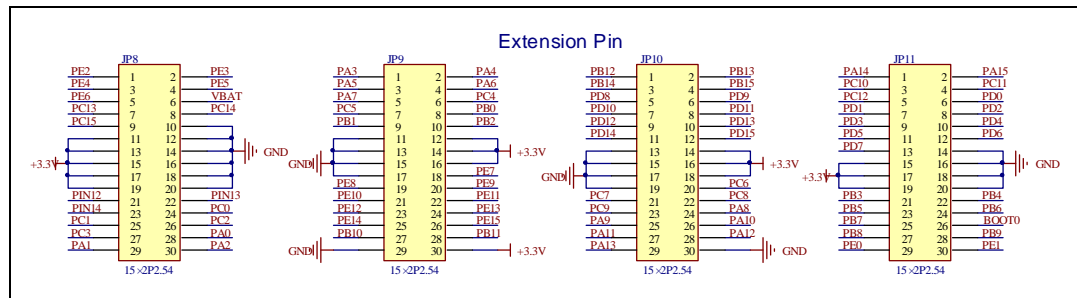 Extension Pin
JP8
PE2 1 2 PE3
PE4 3 4 PE5
PE6 5 6 VBAT
PC13 7 8 PC14
PC15 9 10
11 12
13 14 GND
+3.3V 15 16
17 18
19 20
PIN12 21 22 PIN13
PIN14 23 24 PC0
PC1 25 26 PC2
PC3 27 28 PA0
PA1 29 30 PA2
15×2P2.54
JP9
PA3 1 2 PA4
PA5 3 4 PA6
PA7 5 6 PC4
PC5 7 8 PB0
PB1 9 10 PB2
11 12
13 14 +3.3V
GND 15 16
17 18 PE7
PE8 19 20 PE9
PE10 21 22 PE11
PE12 23 24 PE13
PE14 25 26 PE15
PB10 27 28 PB11
GND 29 30 +3.3V
15×2P2.54
JP10
PB12 1 2 PB13
PB14 3 4 PB15
PD8 5 6 PD9
PD10 7 8 PD11
PD12 9 10 PD13
PD14 11 12 PD15
13 14
15 16 +3.3V
GND 17 18
19 20 PC6
PC7 21 22 PC8
PC9 23 24 PA8
PA9 25 26 PA10
PA11 27 28 PA12
PA13 29 30 GND
15×2P2.54
JP11
PA14 1 2 PA15
PC10 3 4 PC11
PC12 5 6 PD0
PD1 7 8 PD2
PD3 9 10 PD4
PD5 11 12 PD6
PD7 13 14
15 16 GND
+3.3V 17 18
19 20
PB3 21 22 PB4
PB5 23 24 PB6
PB7 25 26 BOOT0
PB8 27 28 PB9
PE0 29 30 PE1
15×2P2.54